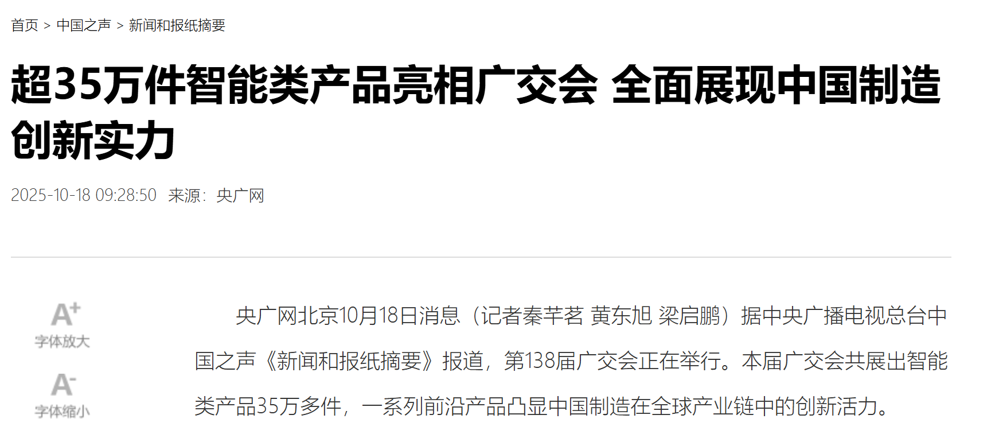 首页 > 中国之声 > 新闻和报纸摘要
超35万件智能类产品亮相广交会 全面展现中国制造
创新实力
2025-10-18 09:28:50 来源：央广网
A+
字体放大
A-
字体缩小
央广网北京10月18日消息（记者秦芊茗 黄东旭 梁启鹏）据中央广播电视总台中
国之声《新闻和报纸摘要》报道，第138届广交会正在举行。本届广交会共展出智能
类产品35万多件，一系列前沿产品凸显中国制造在全球产业链中的创新活力。